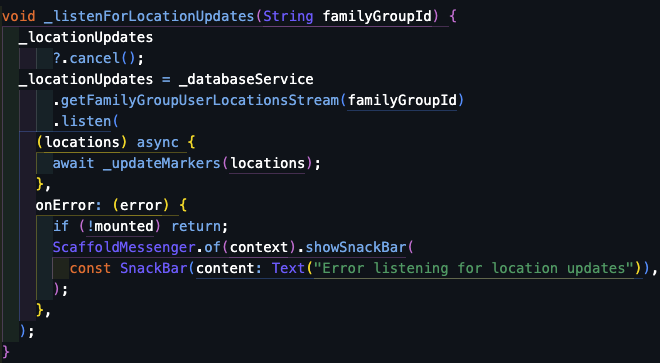 void _listenForLocationUpdates(String familyGroupId) {
  _locationUpdates
      ?.cancel();
  _locationUpdates = _databaseService
      .getFamilyGroupUserLocationsStream(familyGroupId)
      .listen(
    (locations) async {
      await _updateMarkers(locations);
    },
    onError: (error) {
      if (!mounted) return;
      ScaffoldMessenger.of(context).showSnackBar(
        const SnackBar(content: Text("Error listening for location updates")),
      );
    },
  );
}